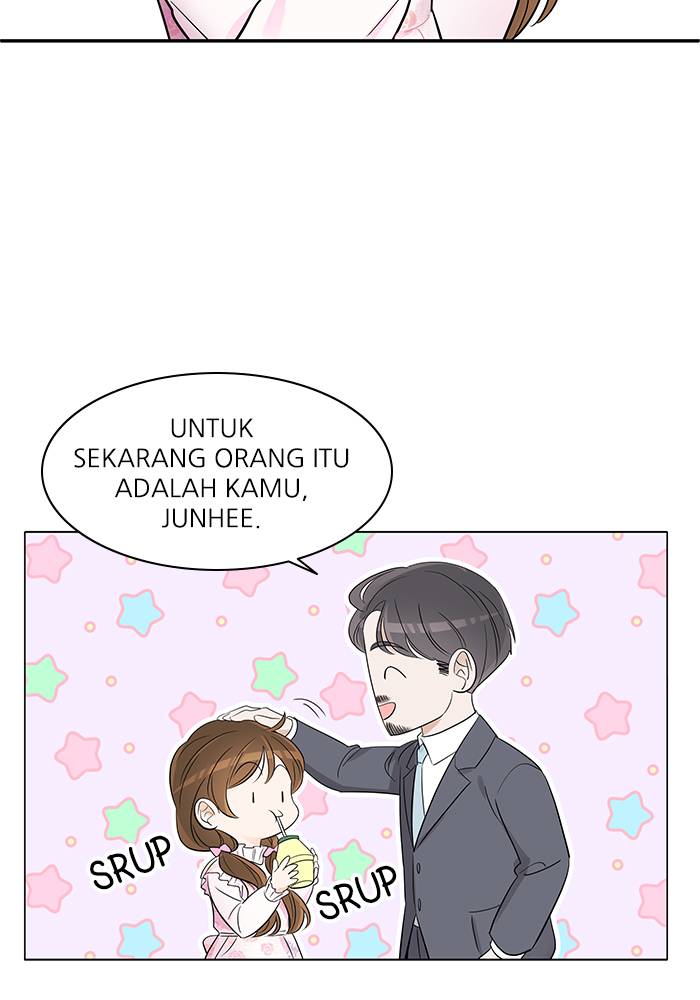 UNTUK
SEKARANG ORANG ITU
ADALAH KAMU,
JUNHEE.
SRUP
SRUP